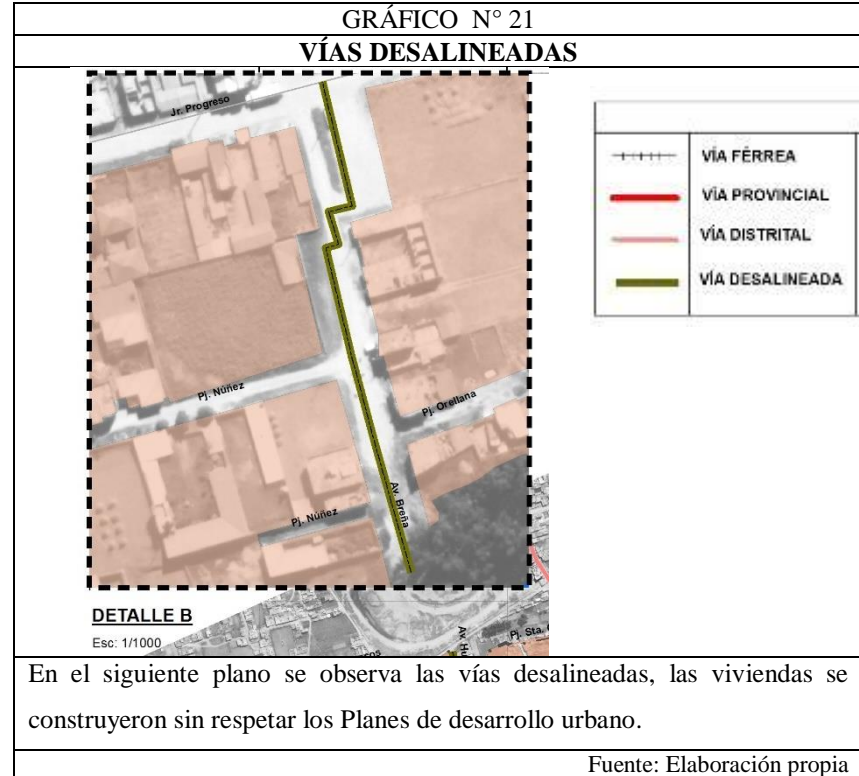 GRÁFICO N° 21
VÍAS DESALINEADAS
Jr. Progreso
Pj. Núñez
Pj. Orellana
Av. Breña
Pj. Núñez
VÍA FÉRREA
VÍA PROVINCIAL
VÍA DISTRITAL
VÍA DESALINEADA
DETALLE B
Esc: 1/1000
Pj. Sta.
En el siguiente plano se observa las vías desalineadas, las viviendas se
construyeron sin respetar los Planes de desarrollo urbano.
Fuente: Elaboración propia